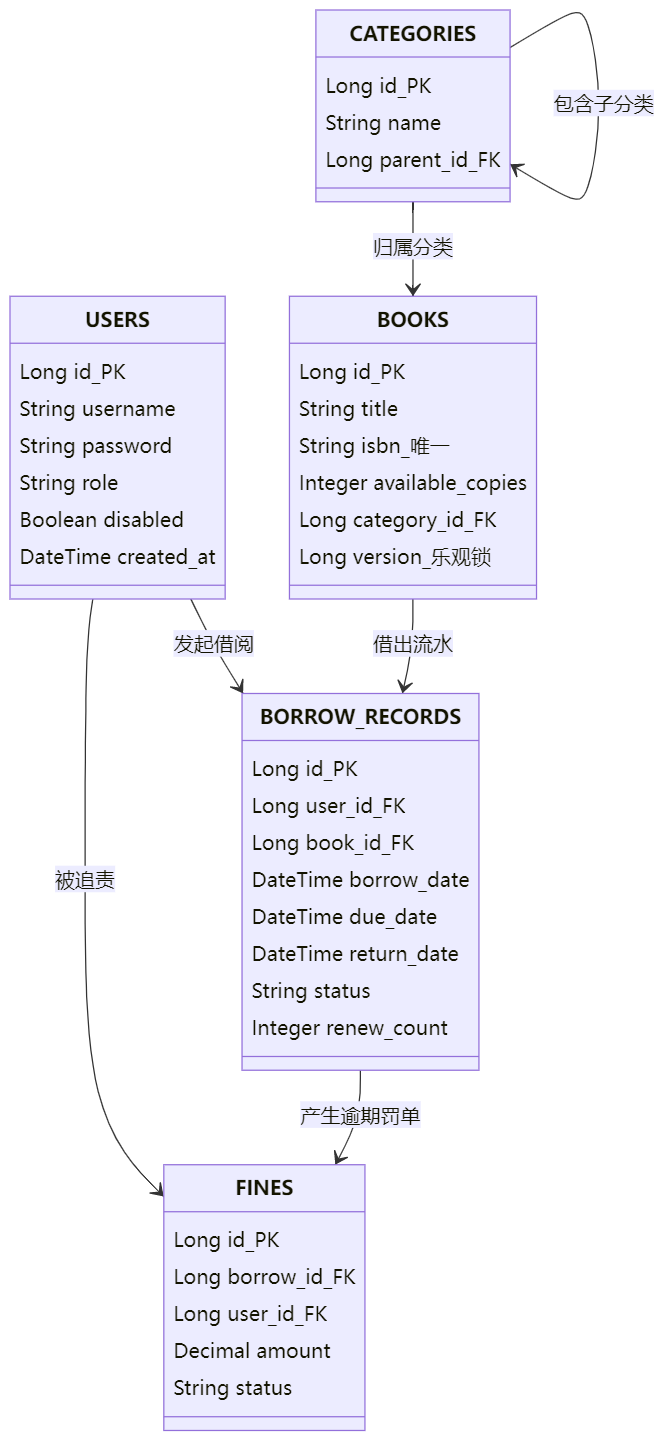 CATEGORIES
Long id_PK
String name
Long parent_id_FK
包含子分类
归属分类
USERS
Long id_PK
String username
String password
String role
Boolean disabled
DateTime created_at
BOOKS
Long id_PK
String title
String isbn_唯一
Integer available_copies
Long category_id_FK
Long version_乐观锁
发起借阅
借出流水
BORROW_RECORDS
Long id_PK
Long user_id_FK
Long book_id_FK
DateTime borrow_date
DateTime due_date
DateTime return_date
String status
Integer renew_count
被追责
产生逾期罚单
FINES
Long id_PK
Long borrow_id_FK
Long user_id_FK
Decimal amount
String status